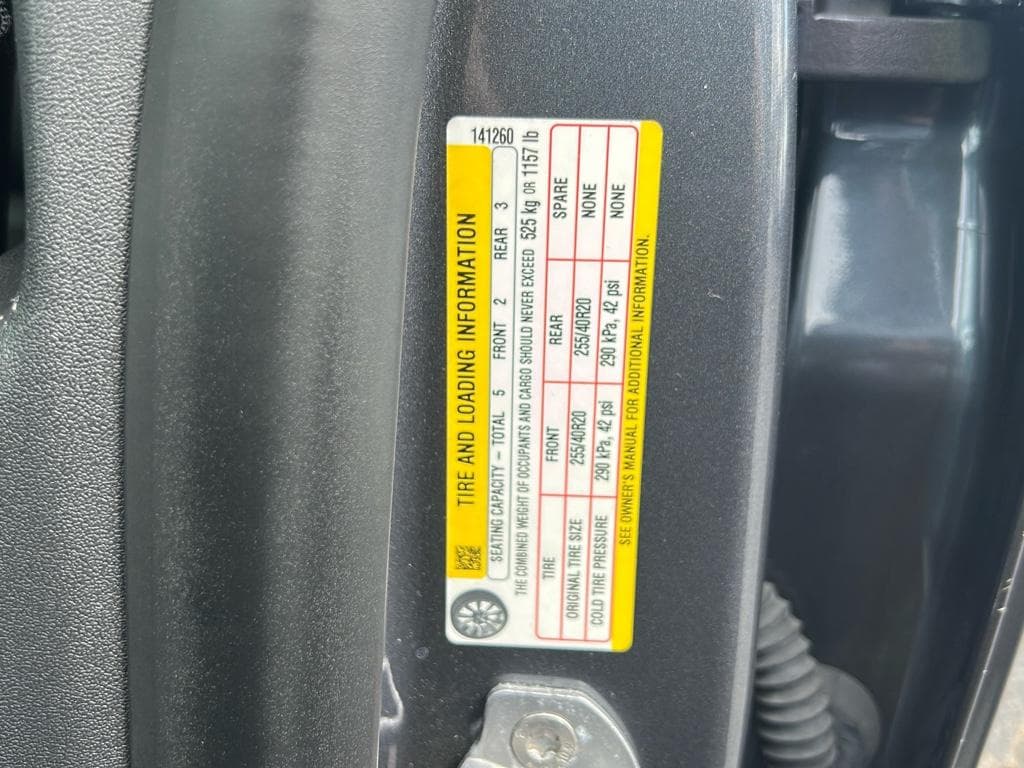 141260
TIRE AND LOADING INFORMATION
SEATING CAPACITY – TOTAL 5 FRONT 2 REAR 3
THE COMBINED WEIGHT OF OCCUPANTS AND CARGO SHOULD NEVER EXCEED 525 kg OR 1157 lb
TIRE FRONT REAR SPARE
ORIGINAL TIRE SIZE 255/40R20 255/40R20 NONE
COLD TIRE PRESSURE 290 kPa, 42 psi 290 kPa, 42 psi NONE
SEE OWNER'S MANUAL FOR ADDITIONAL INFORMATION.